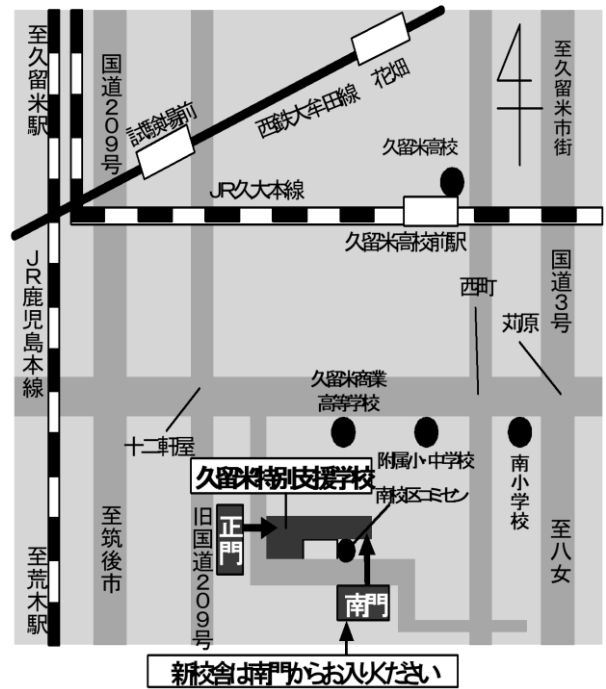 至久留米駅
国道209号
試験場前
西鉄大牟田線
花畑
至久留米市街
久留米高校
JR久大本線
久留米高校前駅
JR鹿児島本線
西町
国道3号
苅原
久留米商業
高等学校
十二軒屋
附属小・中学校
南小学校
久留米特別支援学校
南校区コミセン
正門
旧国道209号
至筑後市
至八女
至荒木駅
南門
新校舎は南門からお入りください